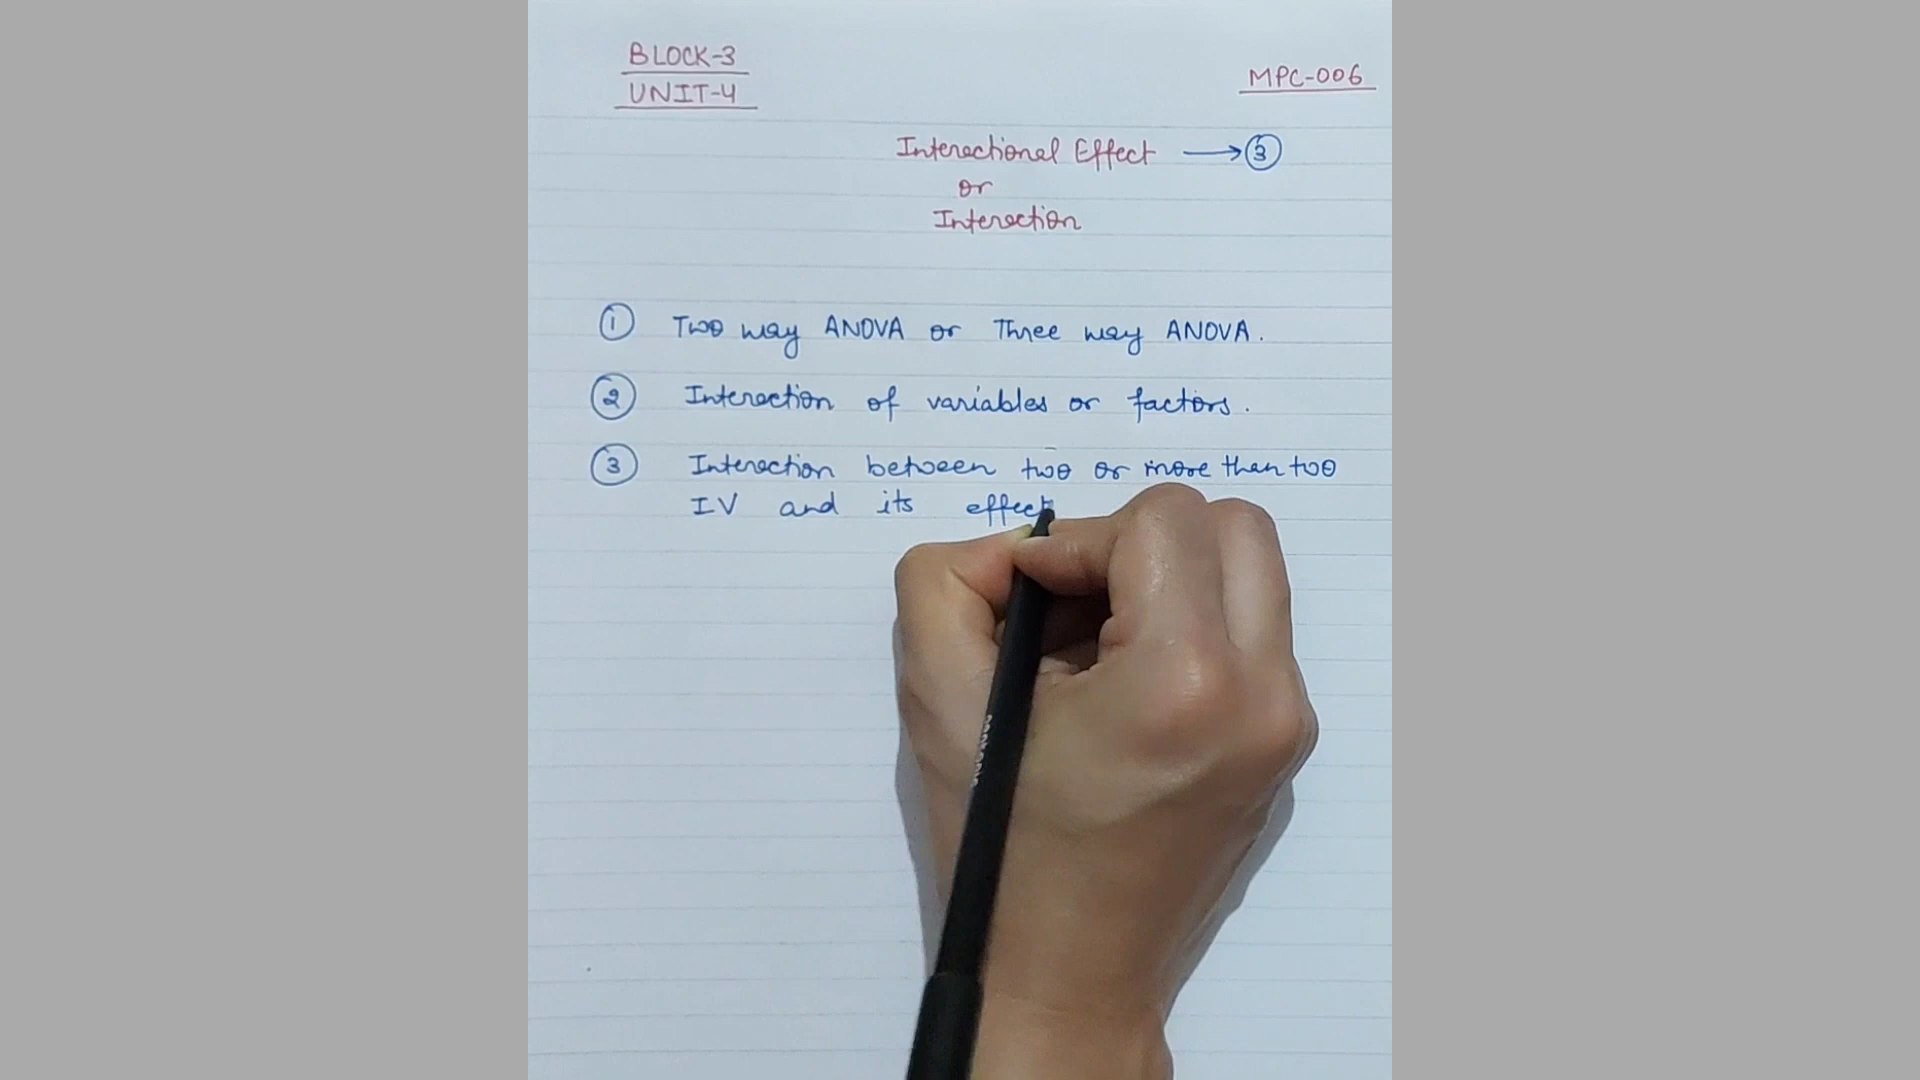 BLOCK-3
UNIT-4
MPC-006
Interactional Effect → ③
or
Interaction
① Two way ANOVA or Three way ANOVA.
② Interaction of variables or factors.
③ Interaction between two or more than two
IV and its effect